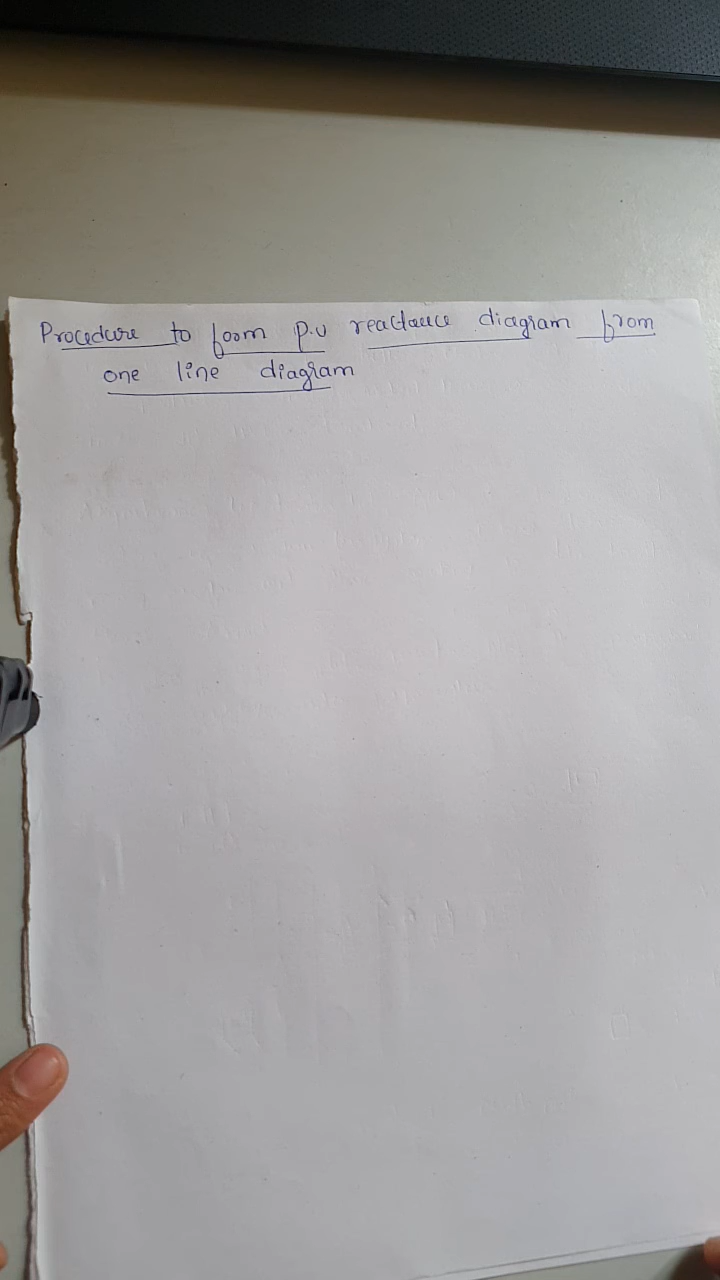 Procedure to form p.u reactance diagram from
one line diagram